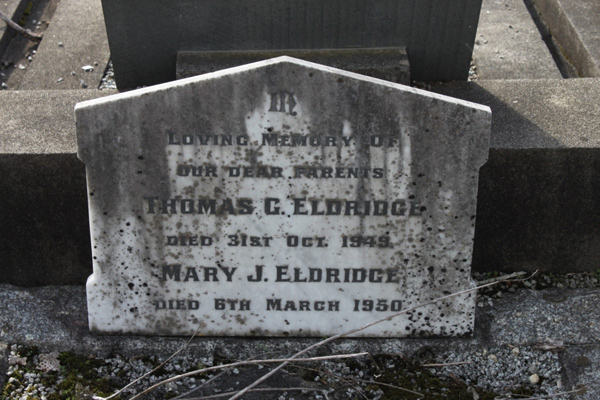 In
Loving Memory Of
our dear parents
Thomas G. Eldridge
died 31st Oct. 1949.
Mary J. Eldridge
died 6th March 1950.